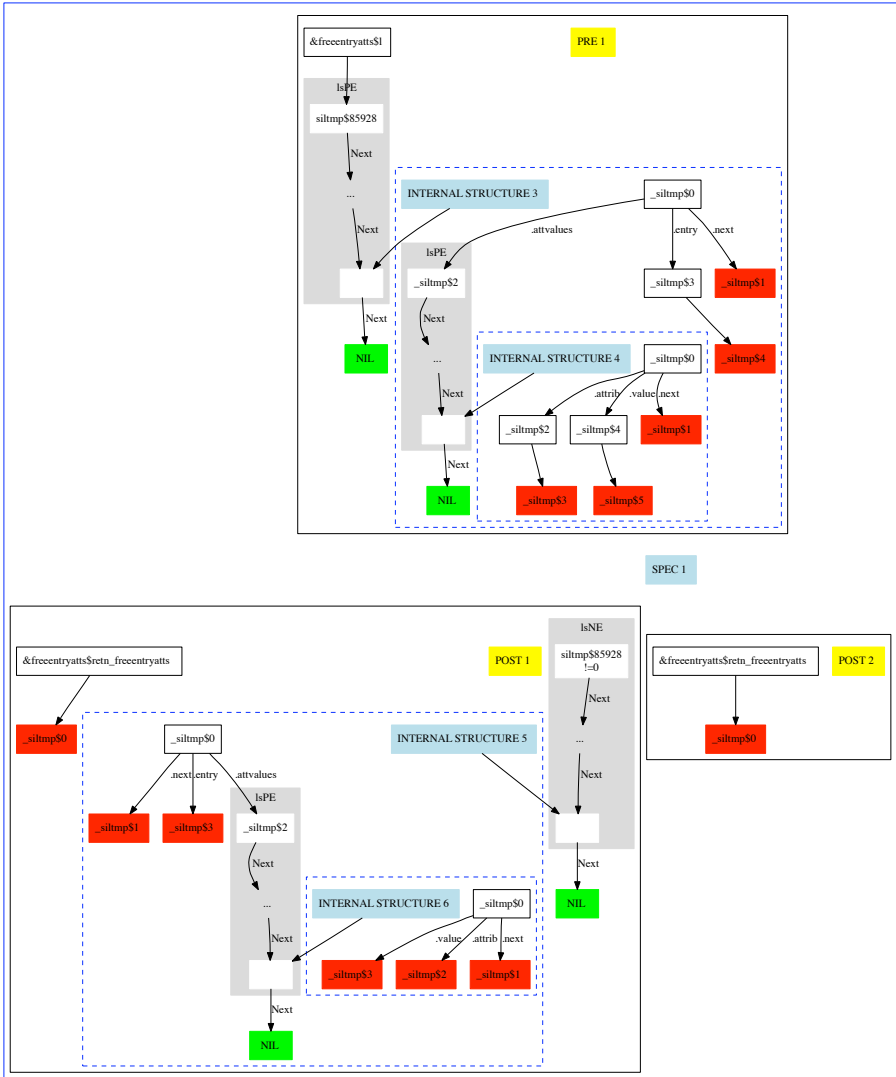 &freeentryatts$l
PRE 1
lsPE
siltmp$85928
Next
...
INTERNAL STRUCTURE 3
_siltmp$0
Next
.attvalues
.entry
.next
lsPE
_siltmp$2
_siltmp$3
_siltmp$1
Next
Next
NIL
...
INTERNAL STRUCTURE 4
_siltmp$0
_siltmp$4
Next
.attrib
.value
.next
_siltmp$2
_siltmp$4
_siltmp$1
Next
NIL
_siltmp$3
_siltmp$5
SPEC 1
&freeentryatts$retn_freeentryatts
POST 1
lsNE
siltmp$85928
!=0
Next
_siltmp$0
_siltmp$0
INTERNAL STRUCTURE 5
...
.next
.entry
.attvalues
Next
lsPE
_siltmp$1
_siltmp$3
_siltmp$2
Next
Next
...
INTERNAL STRUCTURE 6
_siltmp$0
NIL
Next
.value
.attrib
.next
_siltmp$3
_siltmp$2
_siltmp$1
Next
NIL
&freeentryatts$retn_freeentryatts
POST 2
_siltmp$0